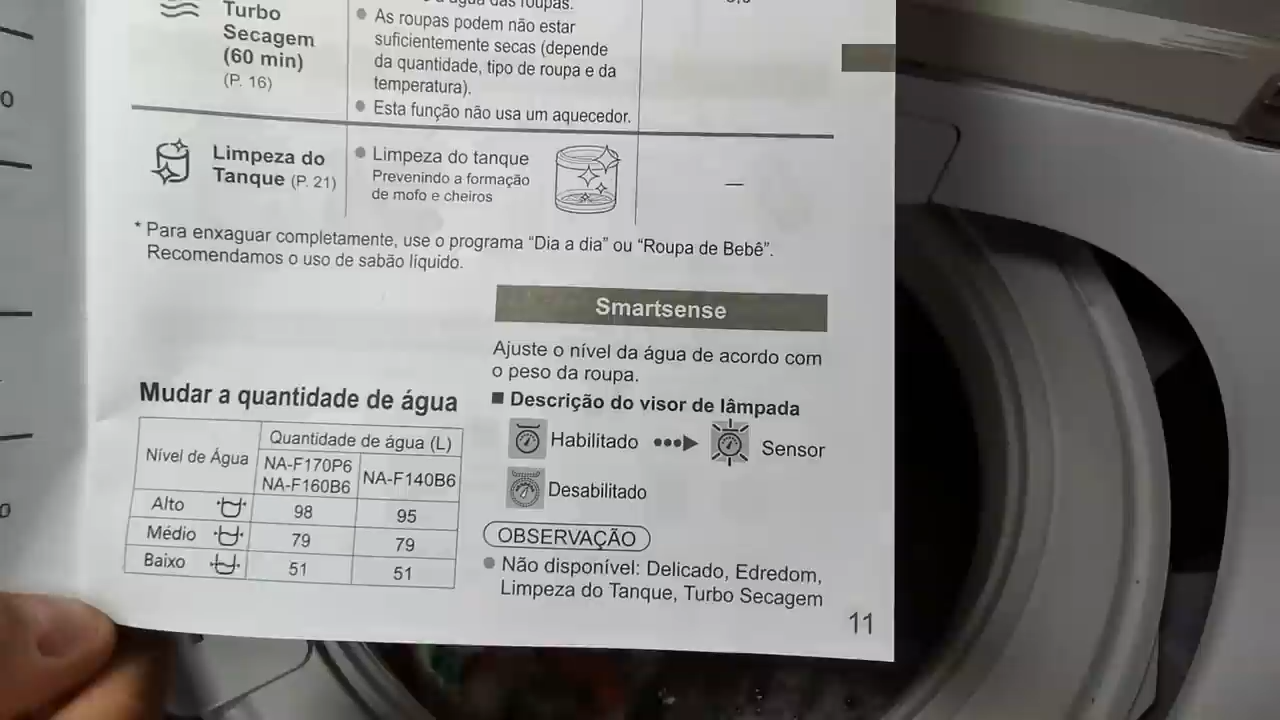 Turbo
Secagem
(60 min)
(P. 16)
água das roupas.
As roupas podem não estar
suficientemente secas (depende
da quantidade, tipo de roupa e da
temperatura).
Esta função não usa um aquecedor.
Limpeza do
Tanque (P. 21)
Limpeza do tanque
Prevenindo a formação
de mofo e cheiros
—
* Para enxaguar completamente, use o programa “Dia a dia” ou “Roupa de Bebê”.
Recomendamos o uso de sabão líquido.
Mudar a quantidade de água
Nível de Água
Quantidade de água (L)
NA-F170P6
NA-F160B6
NA-F140B6
Alto 98 95
Médio 79 79
Baixo 51 51
Smartsense
Ajuste o nível da água de acordo com
o peso da roupa.
■ Descrição do visor de lâmpada
Habilitado Sensor
Desabilitado
OBSERVAÇÃO
Não disponível: Delicado, Edredom,
Limpeza do Tanque, Turbo Secagem
11